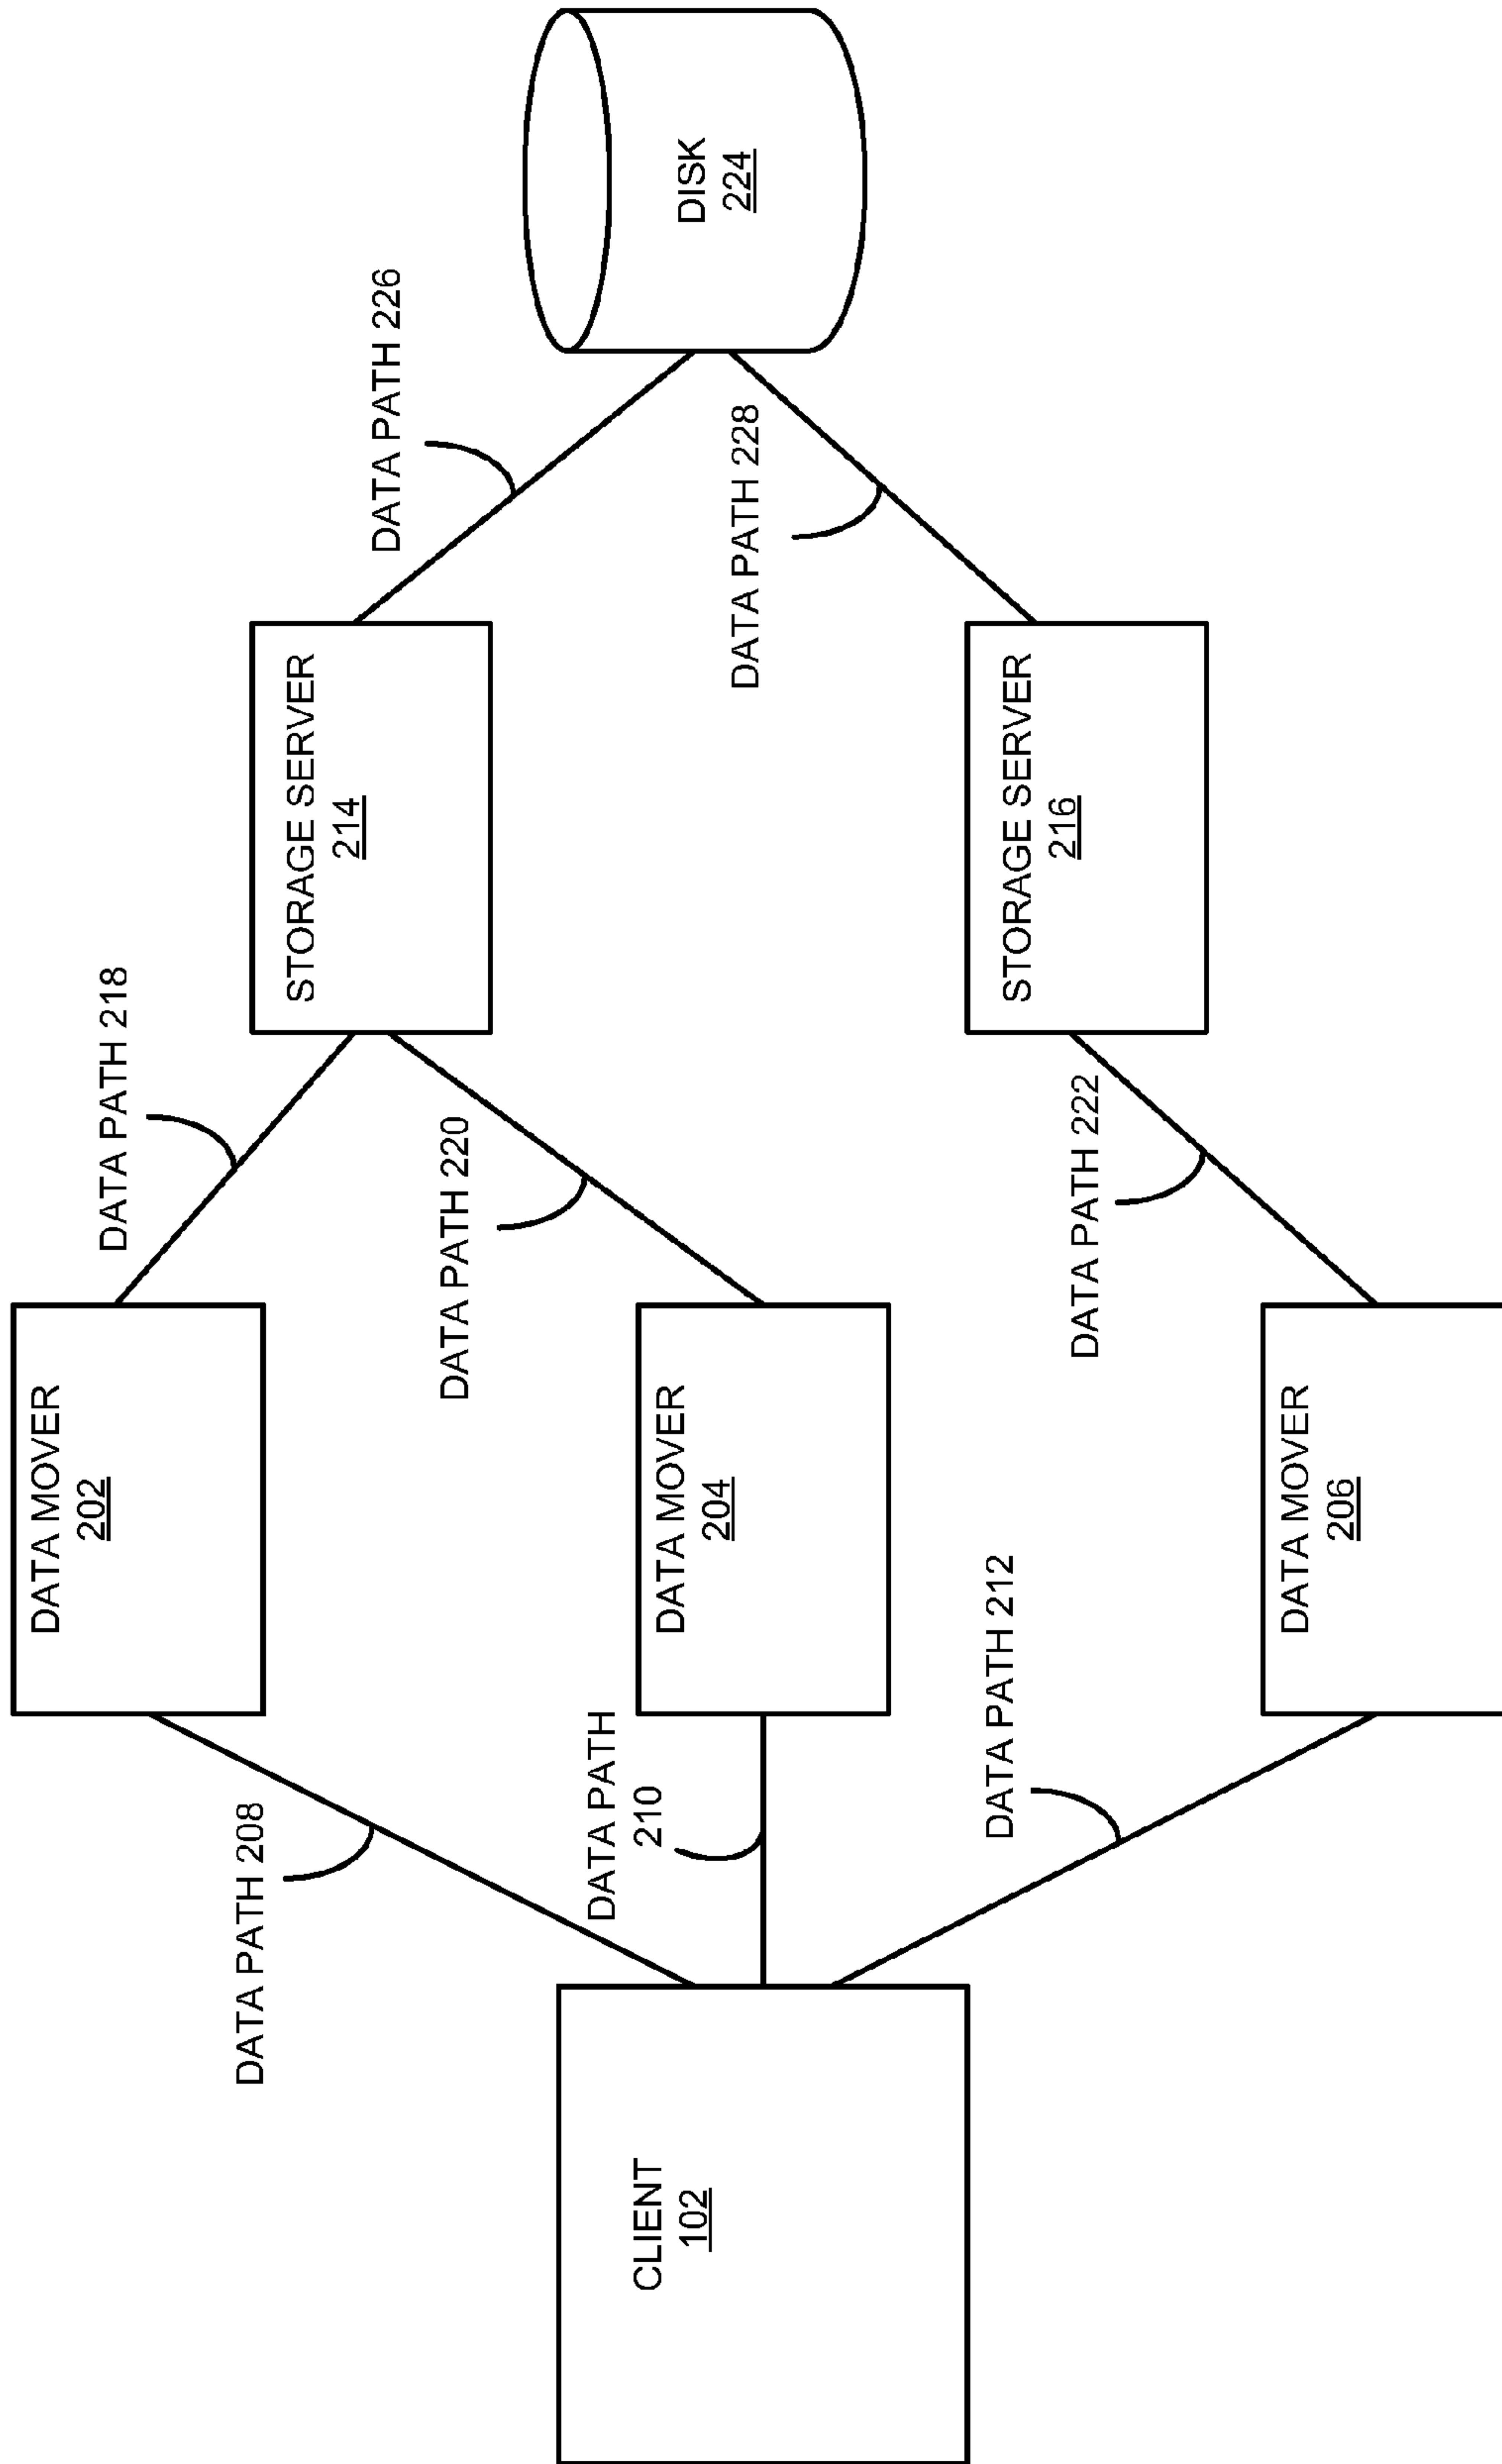 CLIENT
102
DATA PATH 208
DATA PATH
210
DATA PATH 212
DATA MOVER
202
DATA MOVER
204
DATA MOVER
206
DATA PATH 218
DATA PATH 220
DATA PATH 222
STORAGE SERVER
214
STORAGE SERVER
216
DATA PATH 226
DATA PATH 228
DISK
224